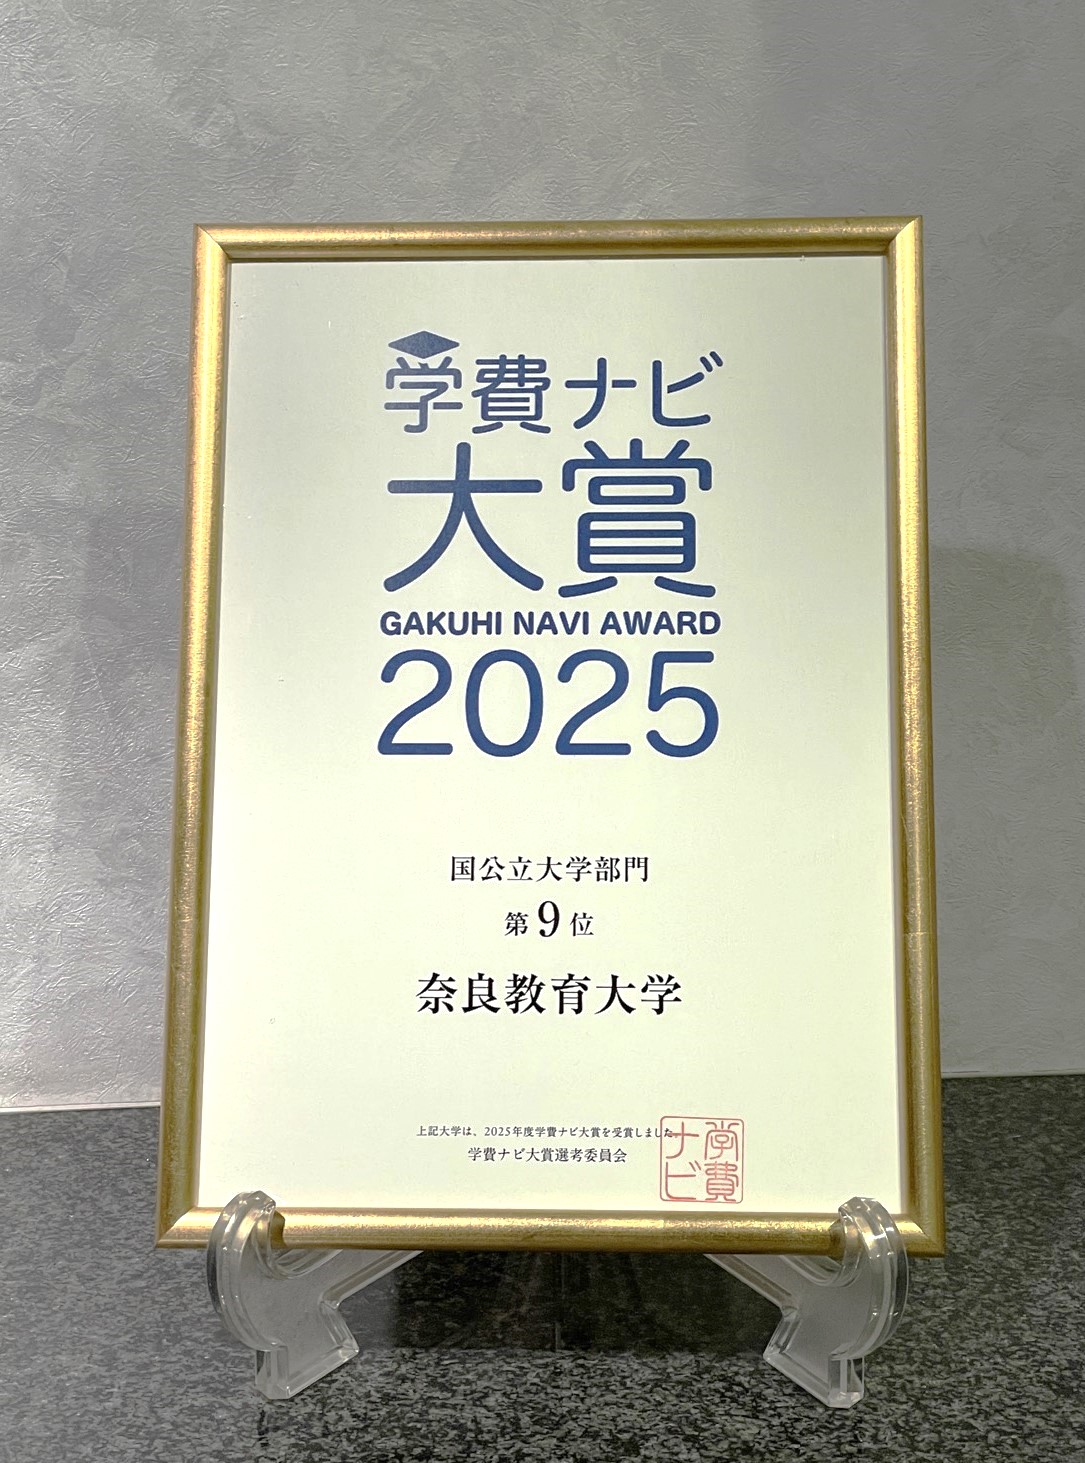 学費ナビ
大賞
GAKUHI NAVI AWARD
2025
国公立大学部門
第9位
奈良教育大学
上記大学は、2025年度学費ナビ大賞を受賞しました。
学費ナビ大賞選考委員会
学費
ナビ